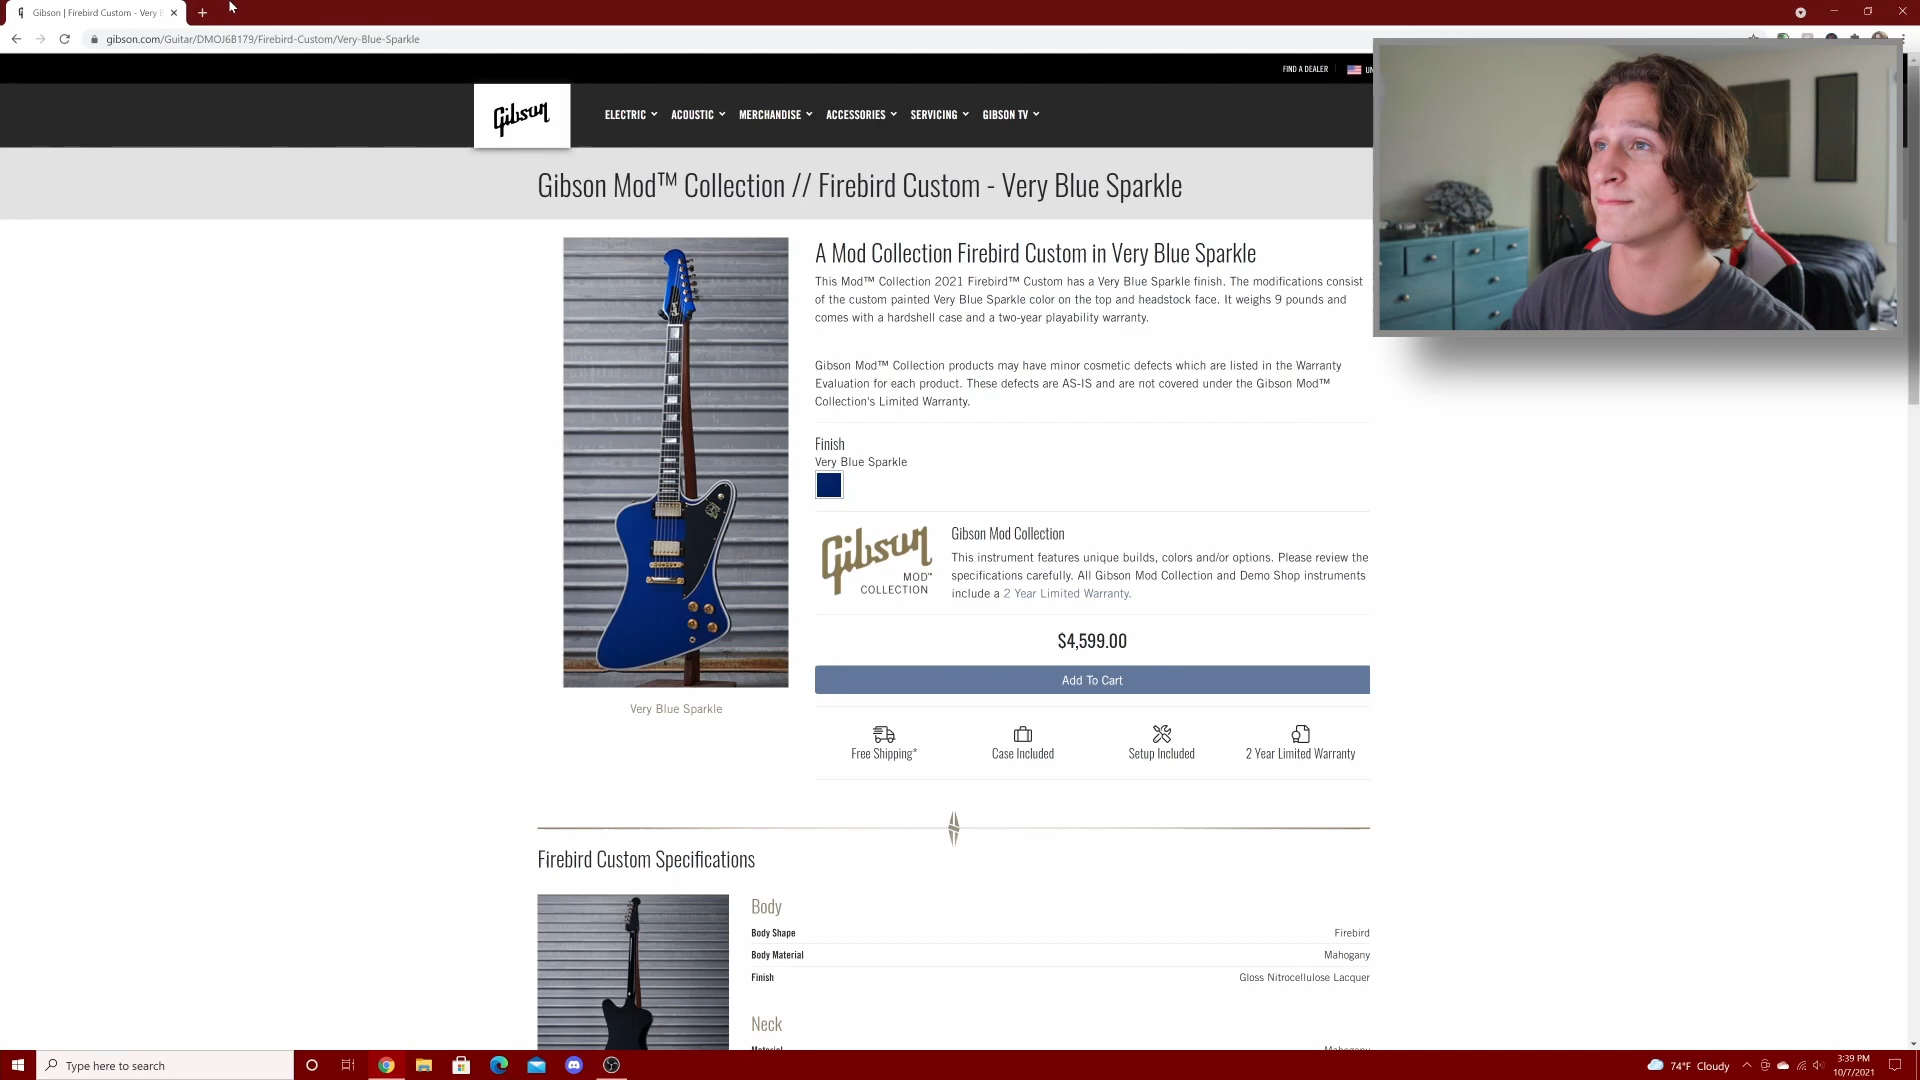 Gibson | Firebird Custom - Very B
gibson.com/Guitar/DMOJ6B179/Firebird-Custom/Very-Blue-Sparkle
FIND A DEALER
UN
Gibson
ELECTRIC
ACOUSTIC
MERCHANDISE
ACCESSORIES
SERVICING
GIBSON TV
Gibson Mod™ Collection // Firebird Custom - Very Blue Sparkle
A Mod Collection Firebird Custom in Very Blue Sparkle
This Mod™ Collection 2021 Firebird™ Custom has a Very Blue Sparkle finish. The modifications consist
of the custom painted Very Blue Sparkle color on the top and headstock face. It weighs 9 pounds and
comes with a hardshell case and a two-year playability warranty.
Gibson Mod™ Collection products may have minor cosmetic defects which are listed in the Warranty
Evaluation for each product. These defects are AS-IS and are not covered under the Gibson Mod™
Collection's Limited Warranty.
Finish
Very Blue Sparkle
Gibson
MOD™
COLLECTION
Gibson Mod Collection
This instrument features unique builds, colors and/or options. Please review the
specifications carefully. All Gibson Mod Collection and Demo Shop instruments
include a 2 Year Limited Warranty.
$4,599.00
Add To Cart
Very Blue Sparkle
Free Shipping*
Case Included
Setup Included
2 Year Limited Warranty
Firebird Custom Specifications
Body
Body Shape Firebird
Body Material Mahogany
Finish Gloss Nitrocellulose Lacquer
Neck
Material Mahogany
Type here to search
74°F Cloudy
3:39 PM
10/7/2021